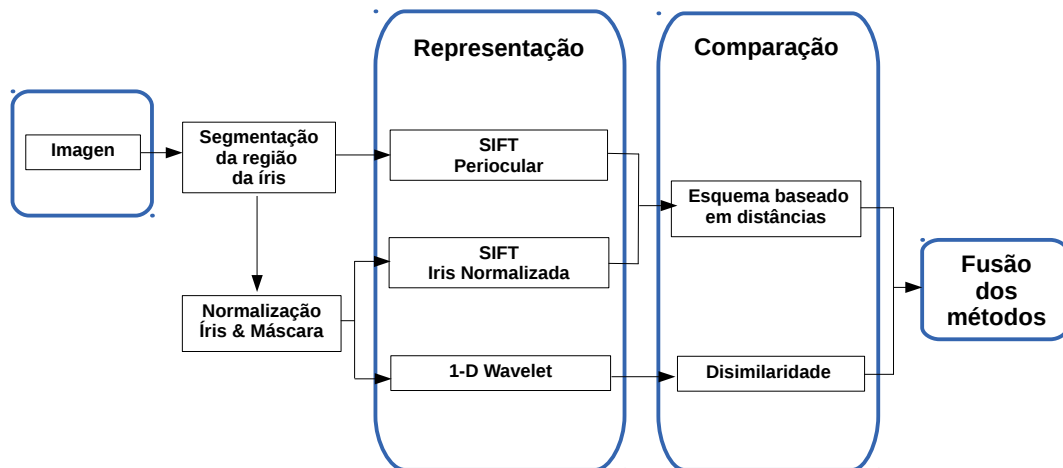 Imagen
Segmentação
da região
da íris
Normalização
Íris & Máscara
Representação
SIFT
Periocular
SIFT
Iris Normalizada
1-D Wavelet
Comparação
Esquema baseado
em distâncias
Disimilaridade
Fusão
dos
métodos